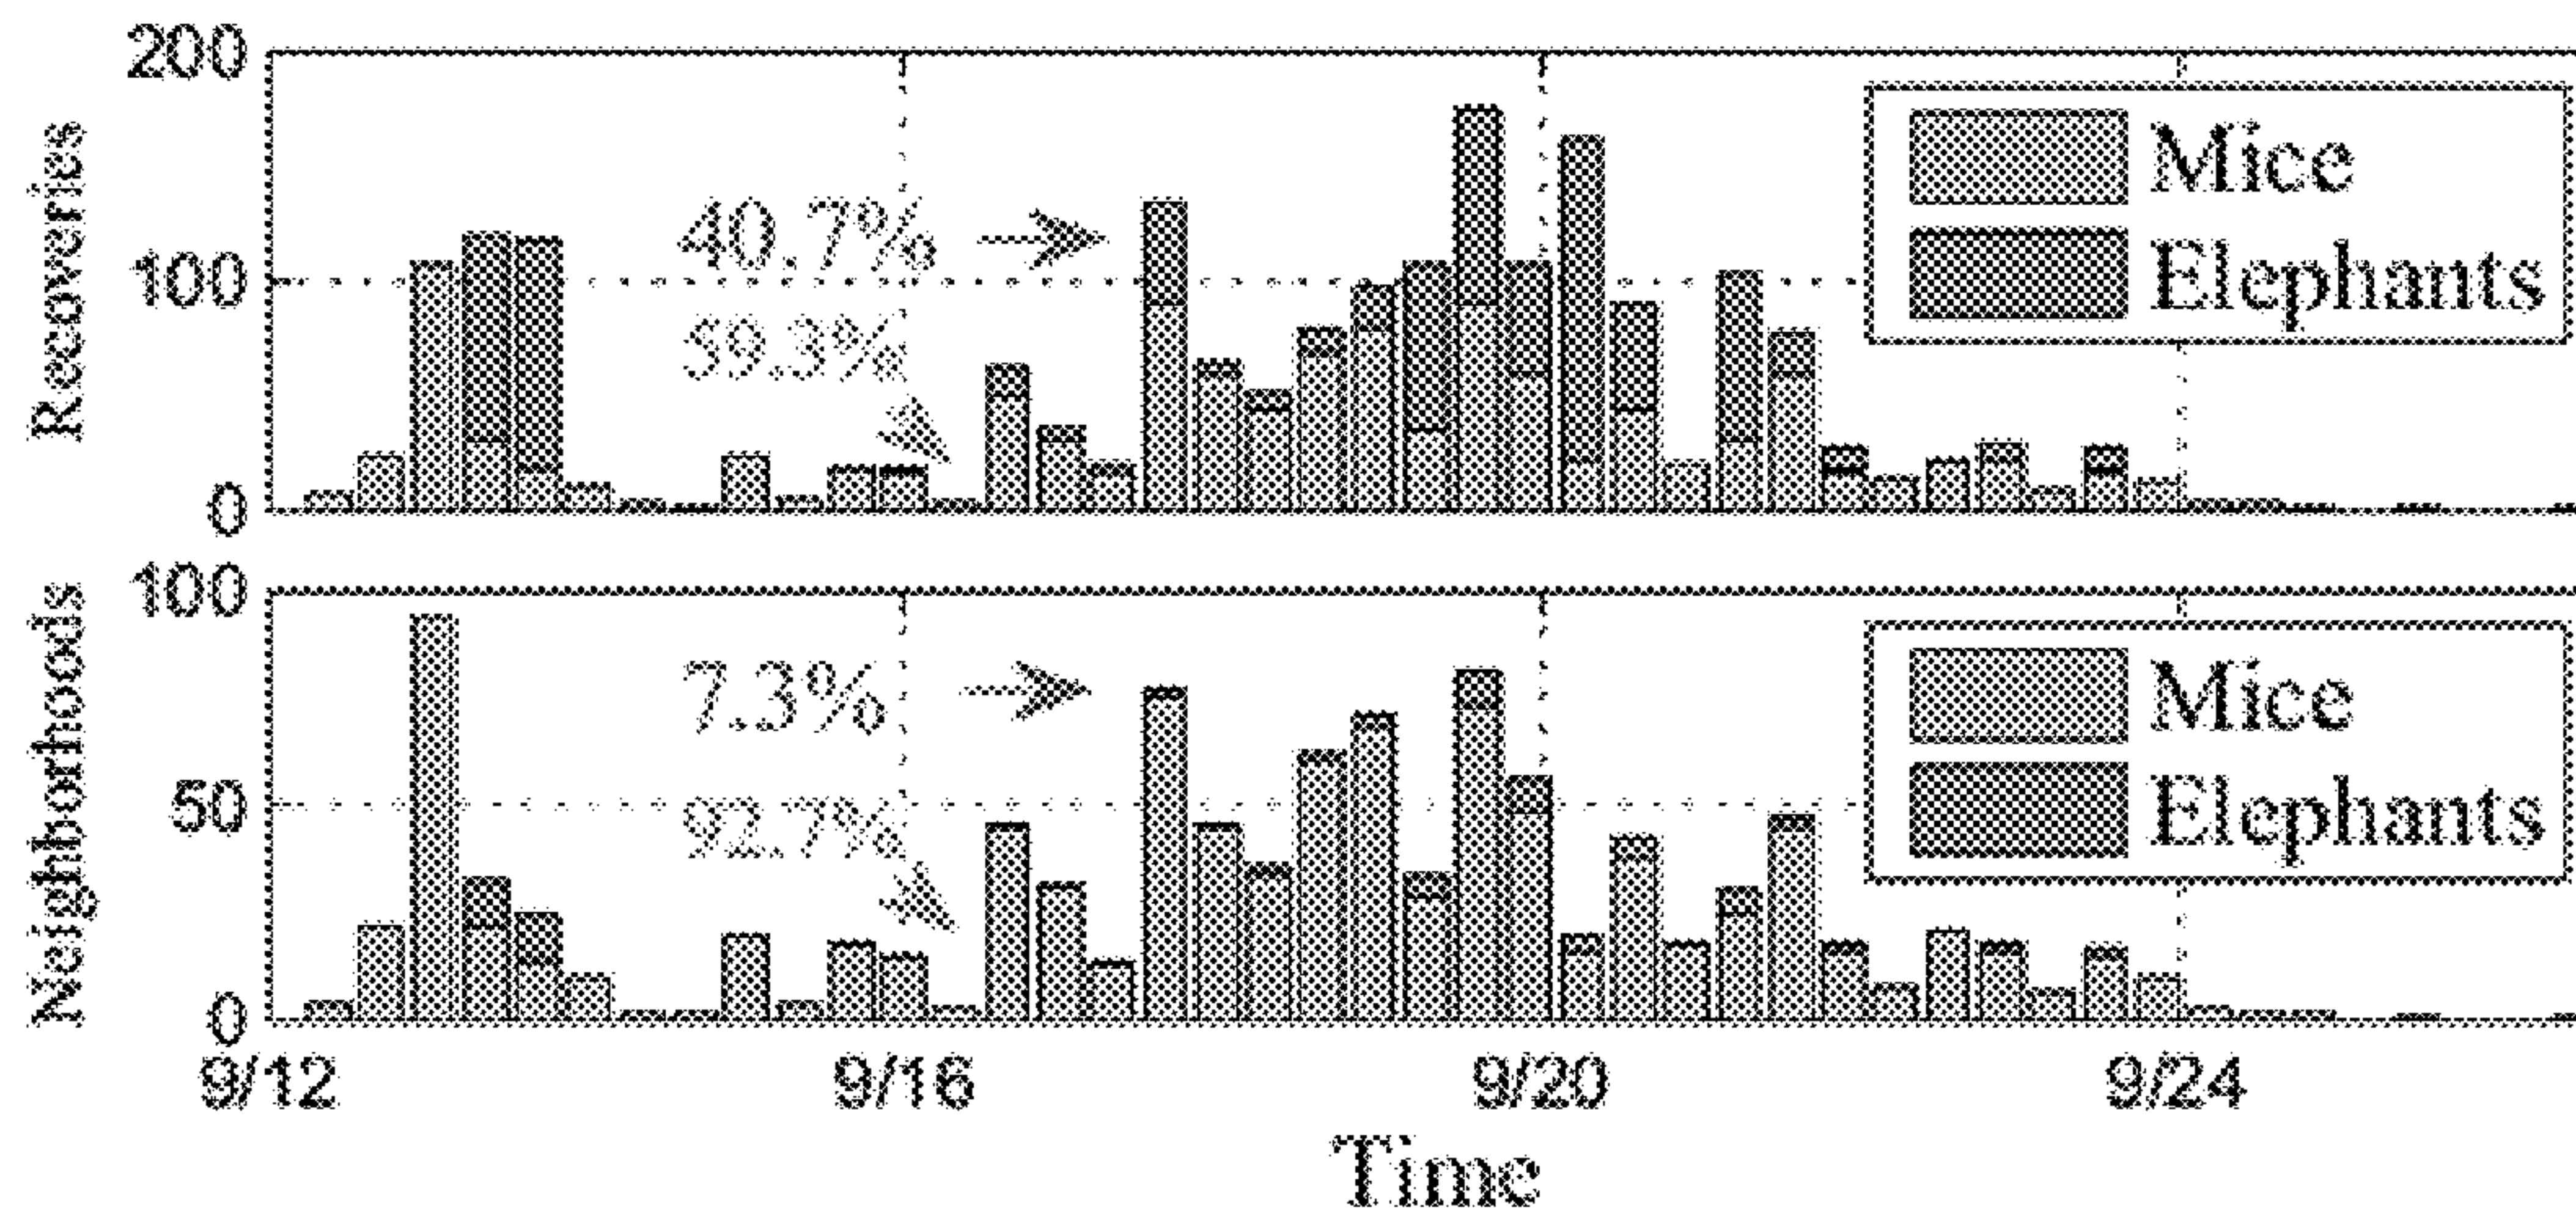 200
100
0
Recoveries
40.7%
59.3%
Mice
Elephants
100
50
0
Neighborhoods
7.3%
92.7%
Mice
Elephants
9/12 9/16 9/20 9/24
Time